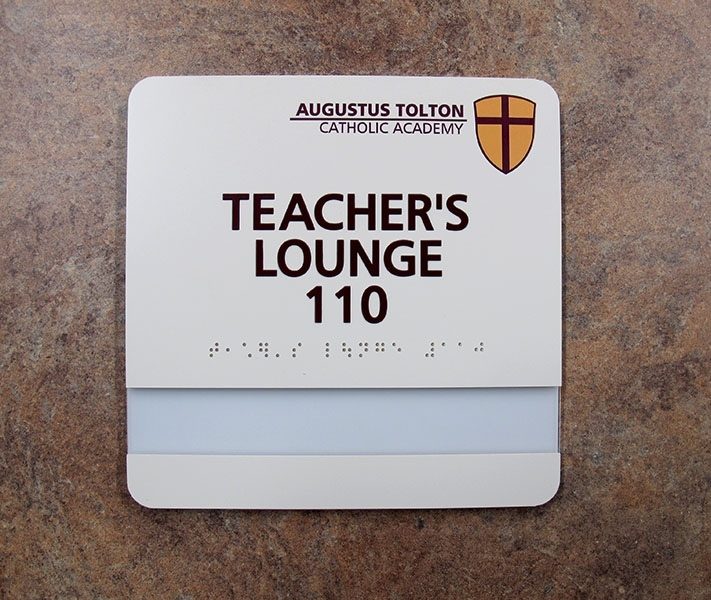 AUGUSTUS TOLTON
CATHOLIC ACADEMY
TEACHER'S
LOUNGE
110